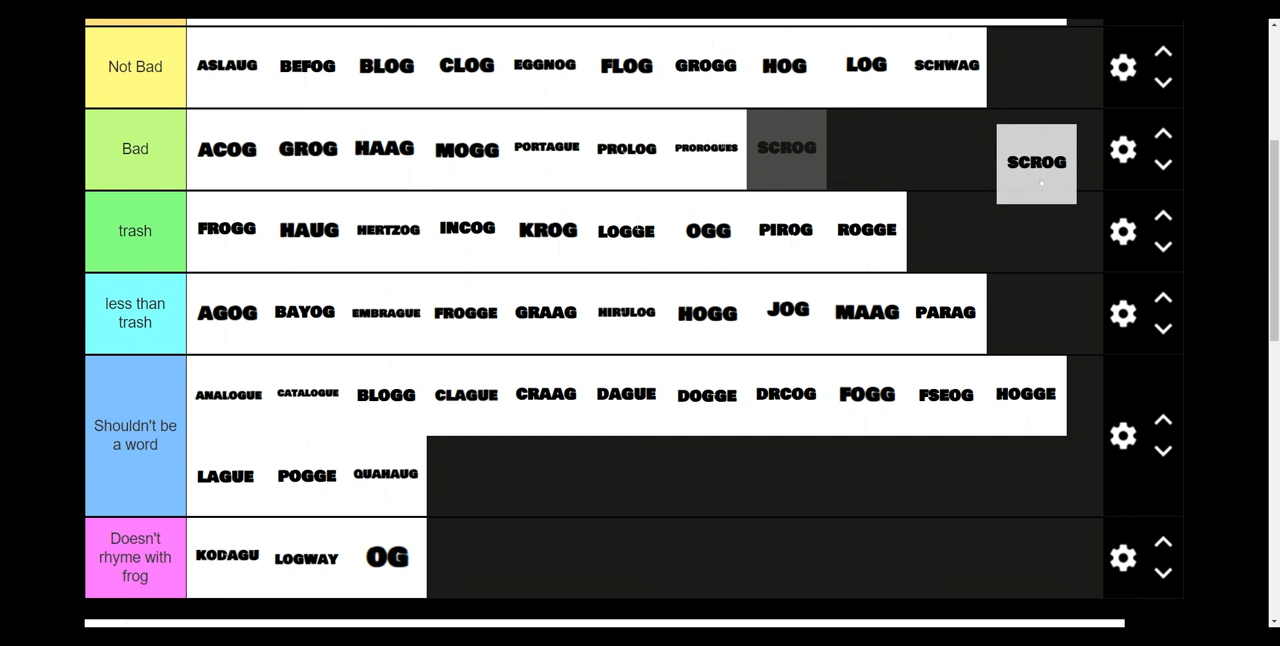 Not Bad
ASLAUG BEFOG BLOG CLOG EGGNOG FLOG GROGG HOG LOG SCHWAG
Bad
ACOG GROG HAAG MOGG PORTAGUE PROLOG PROROGUES SCROG SCROG
trash
FROGG HAUG HERTZOG INCOG KROG LOGGE OGG PIROG ROGGE
less than
trash
AGOG BAYOG EMBRAGUE FROGGE GRAAG HIRULOG HOGG JOG MAAG PARAG
Shouldn't be
a word
ANALOGUE CATALOGUE BLOGG CLAGUE CRAAG DAGUE DOGGE DRCOG FOGG FSEOG HOGGE
LAGUE POGGE QUAHAUG
Doesn't
rhyme with
frog
KODAGU LOGWAY OG